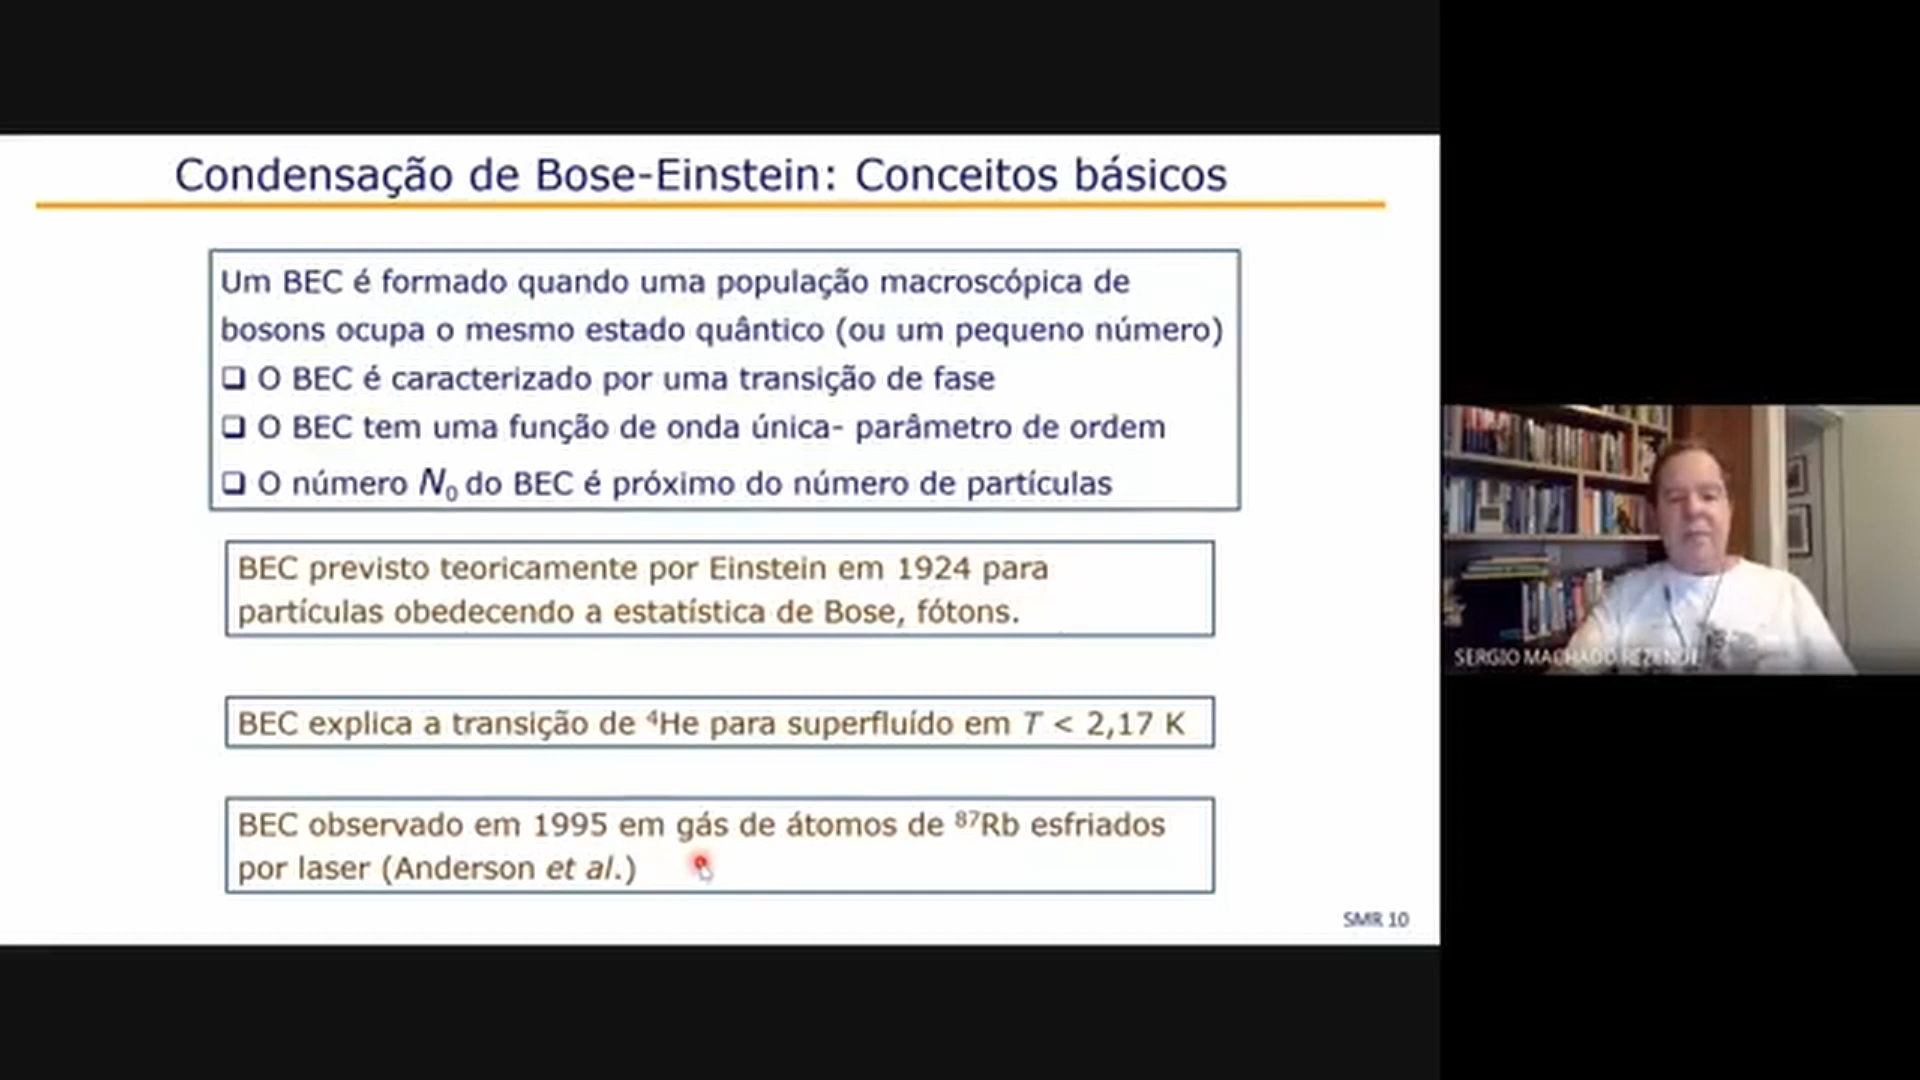 Condensação de Bose-Einstein: Conceitos básicos
Um BEC é formado quando uma população macroscópica de
bosons ocupa o mesmo estado quântico (ou um pequeno número)
❑ O BEC é caracterizado por uma transição de fase
❑ O BEC tem uma função de onda única- parâmetro de ordem
❑ O número N₀ do BEC é próximo do número de partículas
BEC previsto teoricamente por Einstein em 1924 para
partículas obedecendo a estatística de Bose, fótons.
BEC explica a transição de ⁴He para superfluído em T < 2,17 K
BEC observado em 1995 em gás de átomos de ⁸⁷Rb esfriados
por laser (Anderson et al.)
SMR 10
SERGIO MACHADO REZENDE